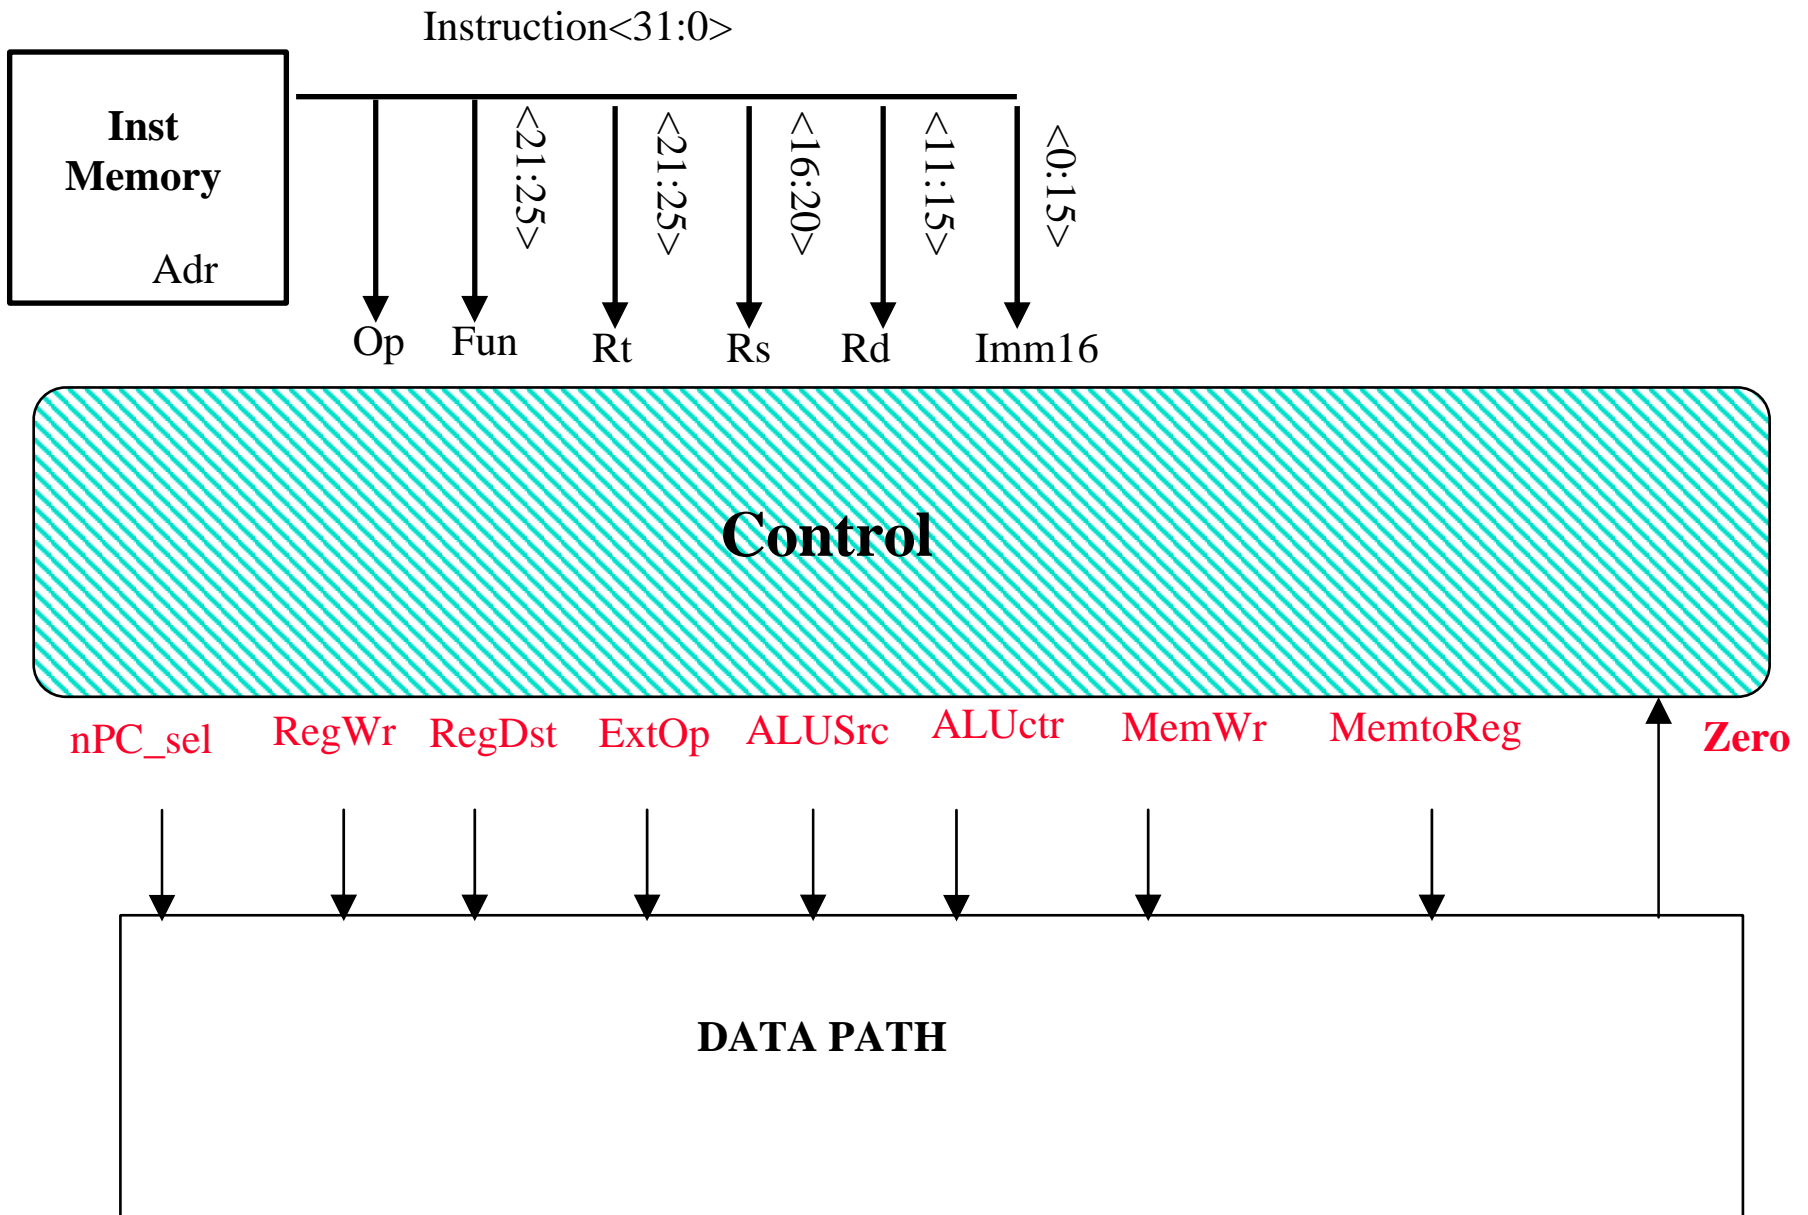 Instruction<31:0>
Inst
Memory
Adr
<21:25>
<21:25>
<16:20>
<11:15>
<0:15>
Op
Fun
Rt
Rs
Rd
Imm16
Control
nPC_sel
RegWr
RegDst
ExtOp
ALUSrc
ALUctr
MemWr
MemtoReg
Zero
DATA PATH